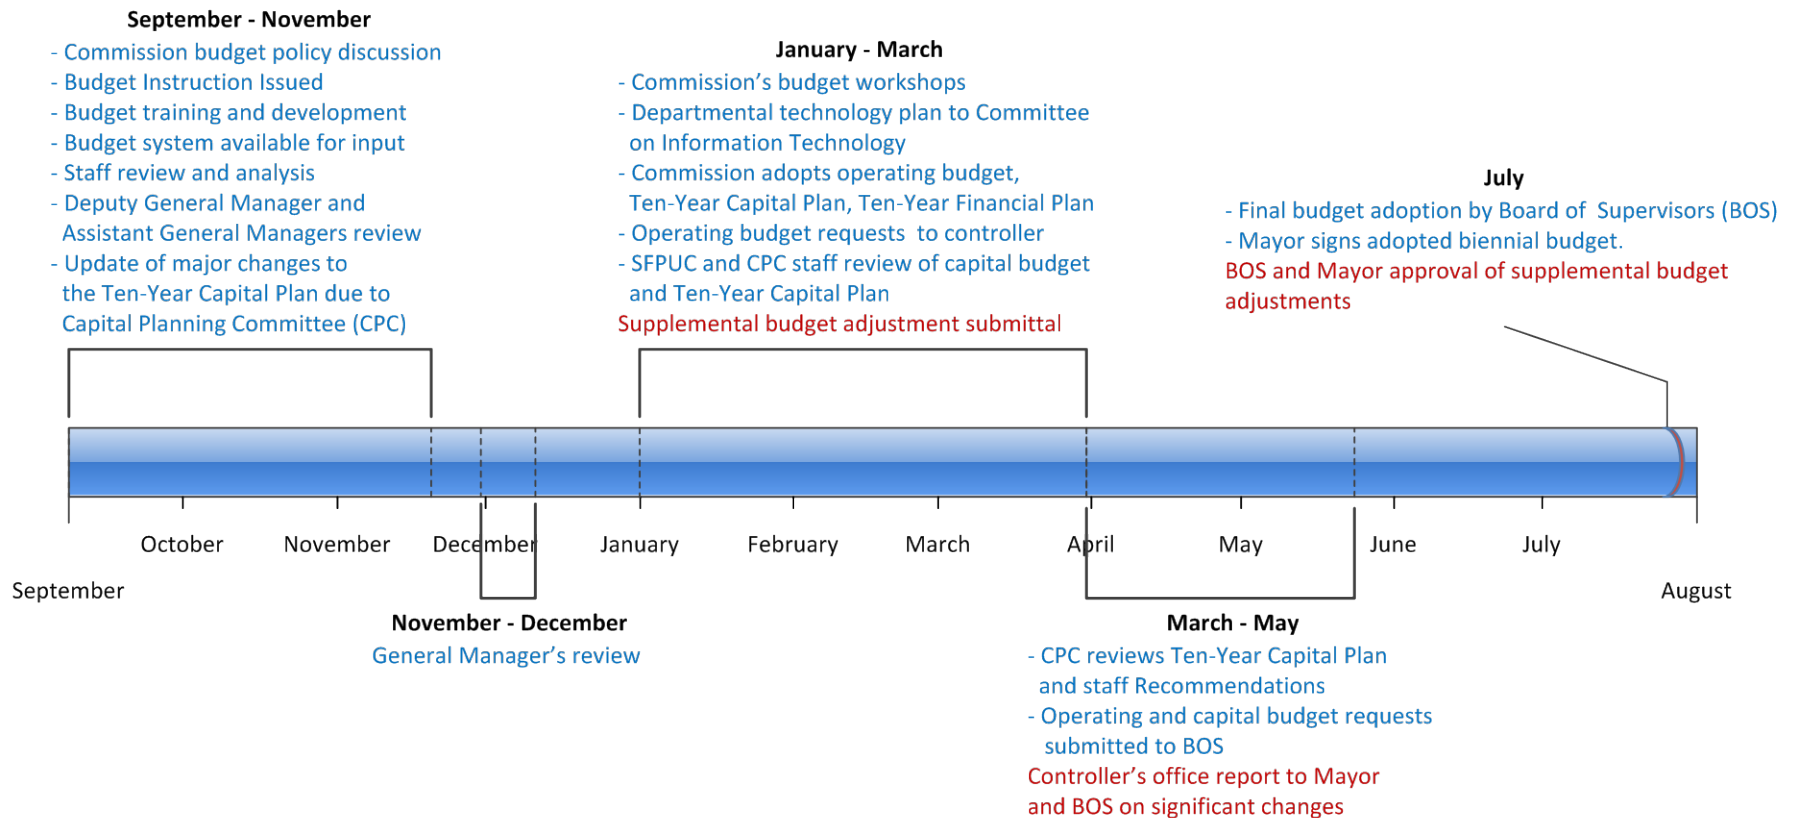 September - November
- Commission budget policy discussion
- Budget Instruction Issued
- Budget training and development
- Budget system available for input
- Staff review and analysis
- Deputy General Manager and
Assistant General Managers review
- Update of major changes to
the Ten-Year Capital Plan due to
Capital Planning Committee (CPC)
January - March
- Commission’s budget workshops
- Departmental technology plan to Committee
on Information Technology
- Commission adopts operating budget,
Ten-Year Capital Plan, Ten-Year Financial Plan
- Operating budget requests to controller
- SFPUC and CPC staff review of capital budget
and Ten-Year Capital Plan
Supplemental budget adjustment submittal
July
- Final budget adoption by Board of Supervisors (BOS)
- Mayor signs adopted biennial budget.
BOS and Mayor approval of supplemental budget
adjustments
October
November
December
January
February
March
April
May
June
July
September
August
November - December
General Manager’s review
March - May
- CPC reviews Ten-Year Capital Plan
and staff Recommendations
- Operating and capital budget requests
submitted to BOS
Controller’s office report to Mayor
and BOS on significant changes